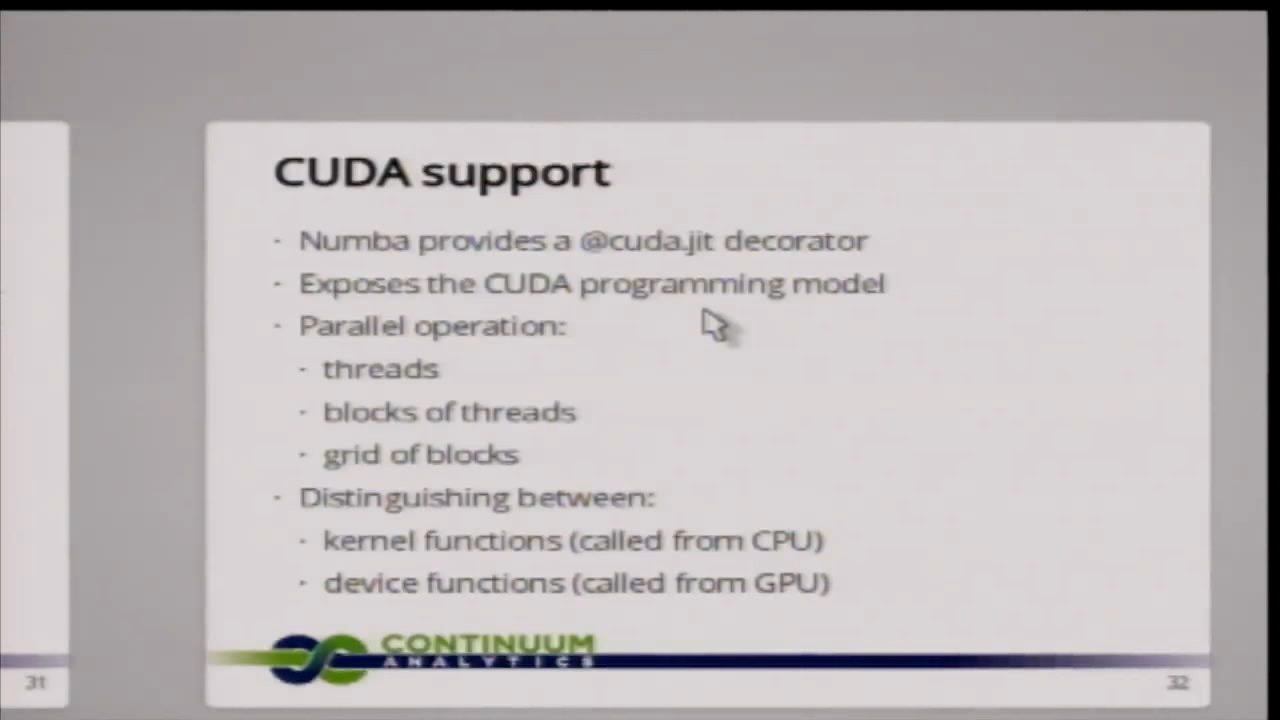 CUDA support
· Numba provides a @cuda.jit decorator
· Exposes the CUDA programming model
· Parallel operation:
· threads
· blocks of threads
· grid of blocks
· Distinguishing between:
· kernel functions (called from CPU)
· device functions (called from GPU)
CONTINUUM
ANALYTICS
31
32